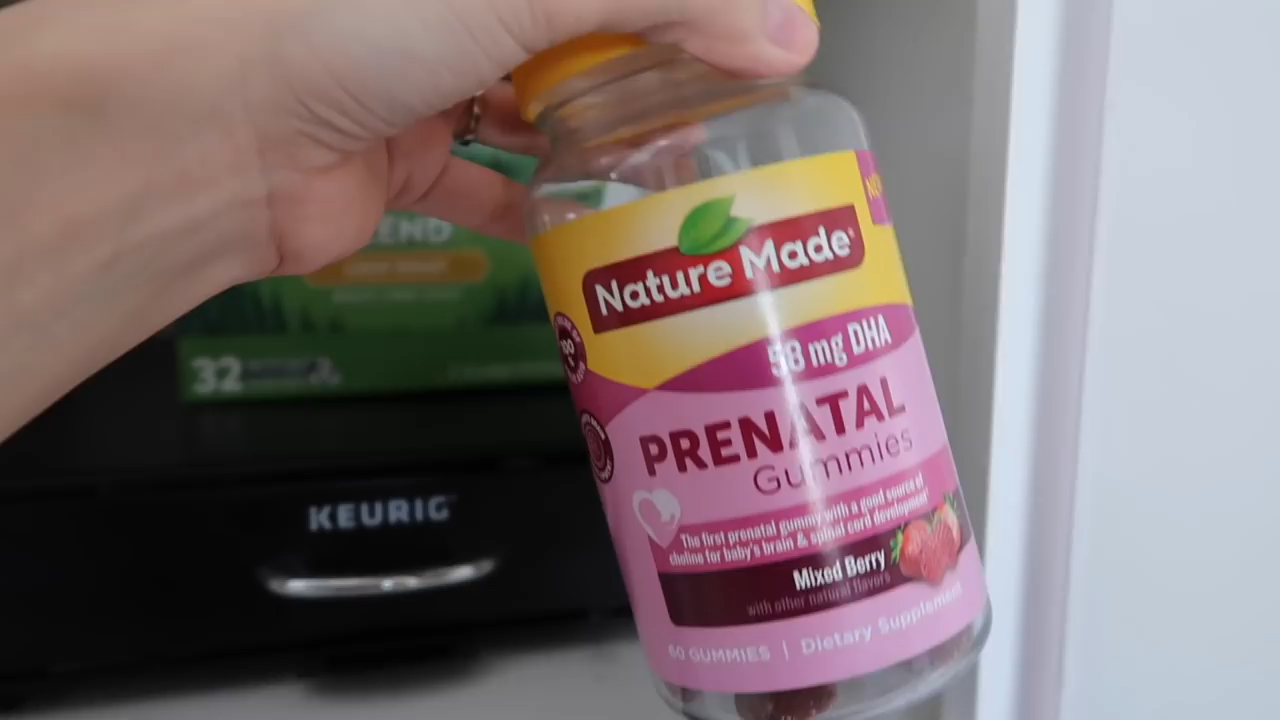 NEW
Nature Made
58 mg DHA
PRENATAL
Gummies
The first prenatal gummy with a good source of
choline for baby's brain & spinal cord development
Mixed Berry
with other natural flavors
60 GUMMIES | Dietary Supplement
32
KEURIG